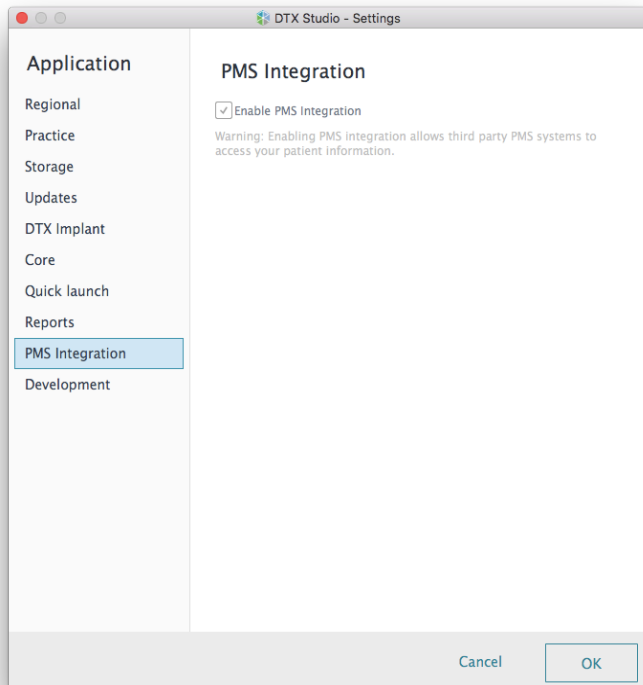 DTX Studio - Settings
Application
Regional
Practice
Storage
Updates
DTX Implant
Core
Quick launch
Reports
PMS Integration
Development
PMS Integration
Enable PMS Integration
Warning: Enabling PMS integration allows third party PMS systems to
access your patient information.
Cancel
OK